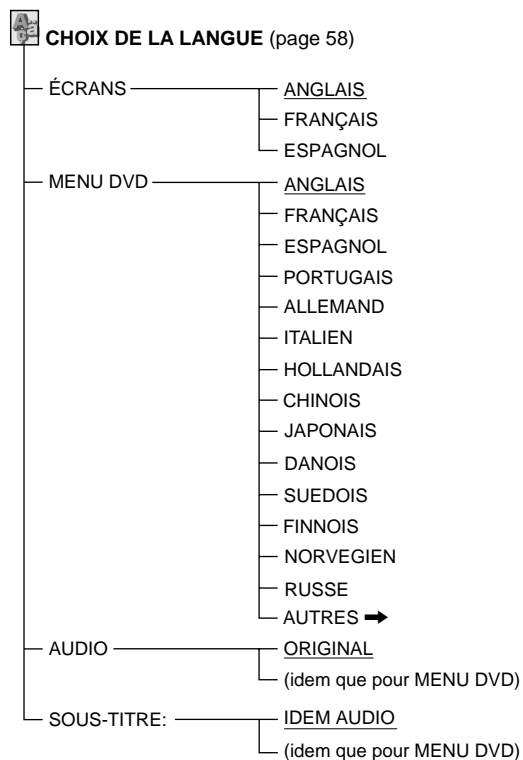 CHOIX DE LA LANGUE (page 58)
ÉCRANS ANGLAIS
FRANÇAIS
ESPAGNOL
MENU DVD ANGLAIS
FRANÇAIS
ESPAGNOL
PORTUGAIS
ALLEMAND
ITALIEN
HOLLANDAIS
CHINOIS
JAPONAIS
DANOIS
SUEDOIS
FINNOIS
NORVEGIEN
RUSSE
AUTRES ➡
AUDIO ORIGINAL
(idem que pour MENU DVD)
SOUS-TITRE: IDEM AUDIO
(idem que pour MENU DVD)